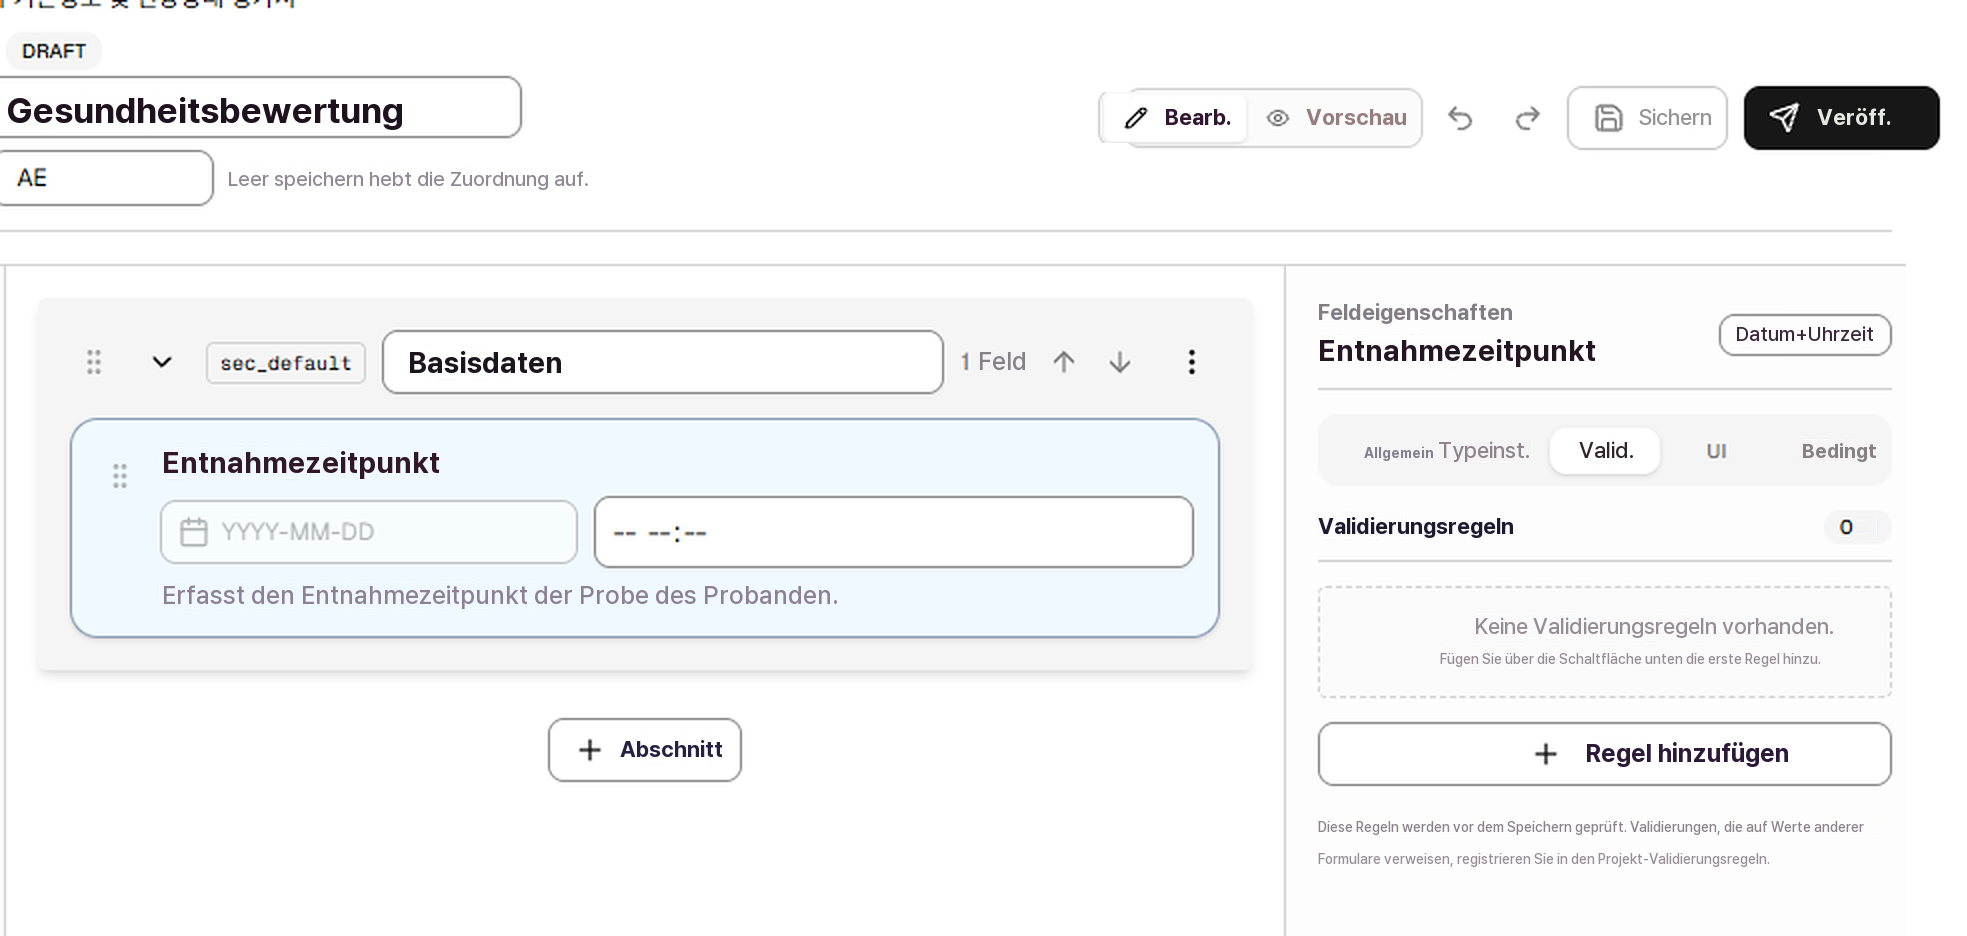 DRAFT
Gesundheitsbewertung
Bearb.
Vorschau
Sichern
Veröff.
AE
Leer speichern hebt die Zuordnung auf.
sec_default
Basisdaten
1 Feld
Entnahmezeitpunkt
YYYY-MM-DD
-- --:--
Erfasst den Entnahmezeitpunkt der Probe des Probanden.
Abschnitt
Feldeigenschaften
Entnahmezeitpunkt
Datum+Uhrzeit
Allgemein
Typeinst.
Valid.
UI
Bedingt
Validierungsregeln
0
Keine Validierungsregeln vorhanden.
Fügen Sie über die Schaltfläche unten die erste Regel hinzu.
Regel hinzufügen
Diese Regeln werden vor dem Speichern geprüft. Validierungen, die auf Werte anderer
Formulare verweisen, registrieren Sie in den Projekt-Validierungsregeln.